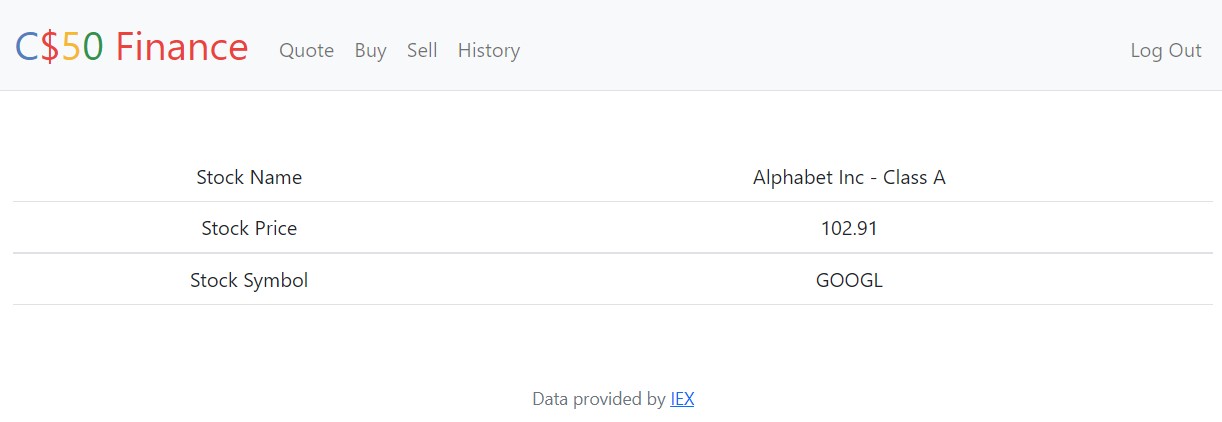 C$50 Finance Quote Buy Sell History Log Out
Stock Name Alphabet Inc - Class A
Stock Price 102.91
Stock Symbol GOOGL
Data provided by IEX